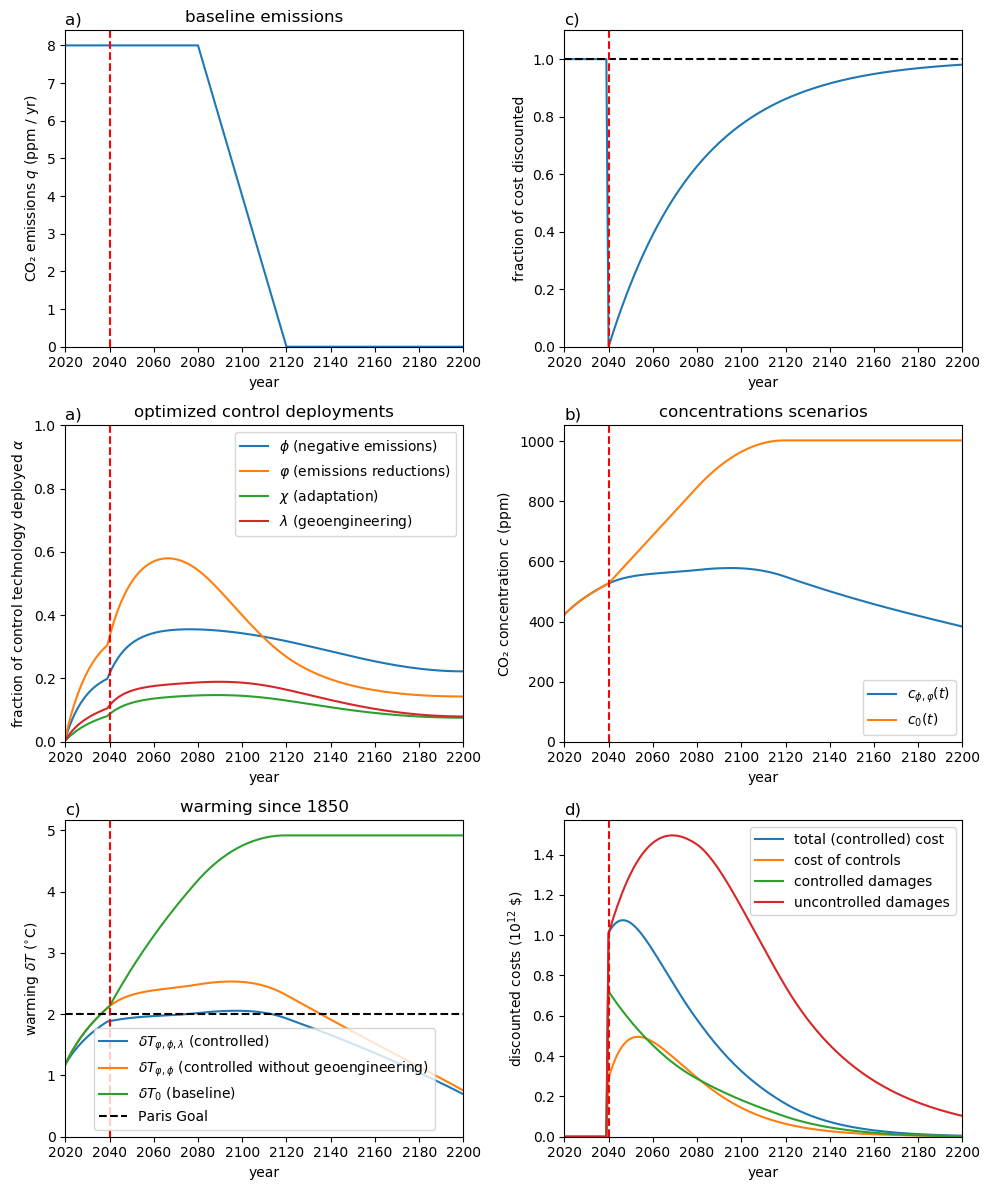 a)
baseline emissions
CO₂ emissions q (ppm / yr)
8
7
6
5
4
3
2
1
0
2020 2040 2060 2080 2100 2120 2140 2160 2180 2200
year
c)
fraction of cost discounted
1.0
0.8
0.6
0.4
0.2
0.0
2020 2040 2060 2080 2100 2120 2140 2160 2180 2200
year
a)
optimized control deployments
fraction of control technology deployed α
1.0
0.8
0.6
0.4
0.2
0.0
ϕ (negative emissions)
φ (emissions reductions)
χ (adaptation)
λ (geoengineering)
2020 2040 2060 2080 2100 2120 2140 2160 2180 2200
year
b)
concentrations scenarios
CO₂ concentration c (ppm)
1000
800
600
400
200
0
c_{ϕ,φ}(t)
c₀(t)
2020 2040 2060 2080 2100 2120 2140 2160 2180 2200
year
c)
warming since 1850
warming δT (°C)
5
4
3
2
1
0
δT_{φ,ϕ,λ} (controlled)
δT_{φ,ϕ} (controlled without geoengineering)
δT₀ (baseline)
Paris Goal
2020 2040 2060 2080 2100 2120 2140 2160 2180 2200
year
d)
discounted costs (10¹² $)
1.4
1.2
1.0
0.8
0.6
0.4
0.2
0.0
total (controlled) cost
cost of controls
controlled damages
uncontrolled damages
2020 2040 2060 2080 2100 2120 2140 2160 2180 2200
year